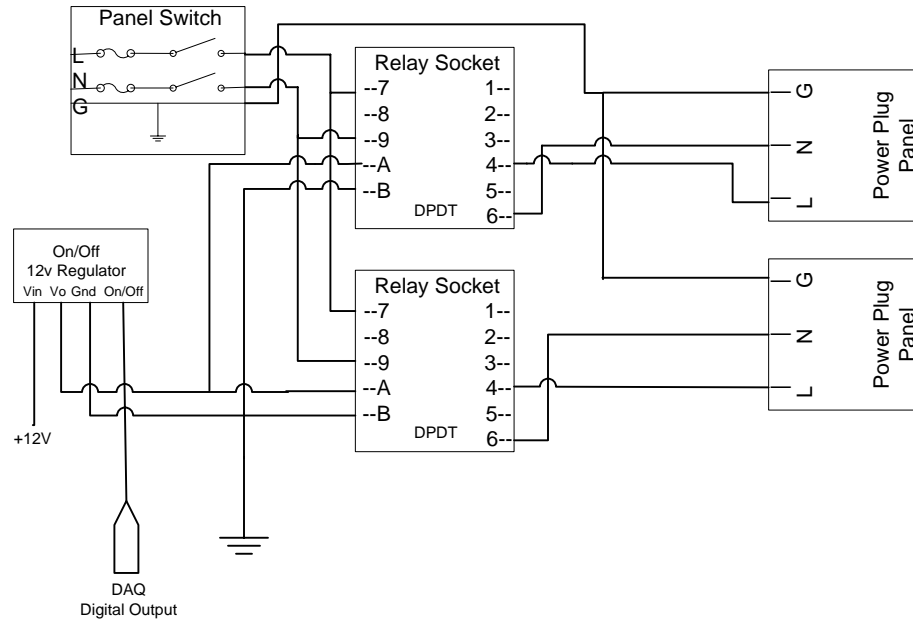 Panel Switch
L
N
G
Relay Socket
--7 1--
--8 2--
--9 3--
--A 4--
--B 5--
DPDT 6--
G
N
L
Power Plug
Panel
On/Off
12v Regulator
Vin Vo Gnd On/Off
+12V
Relay Socket
--7 1--
--8 2--
--9 3--
--A 4--
--B 5--
DPDT 6--
G
N
L
Power Plug
Panel
DAQ
Digital Output